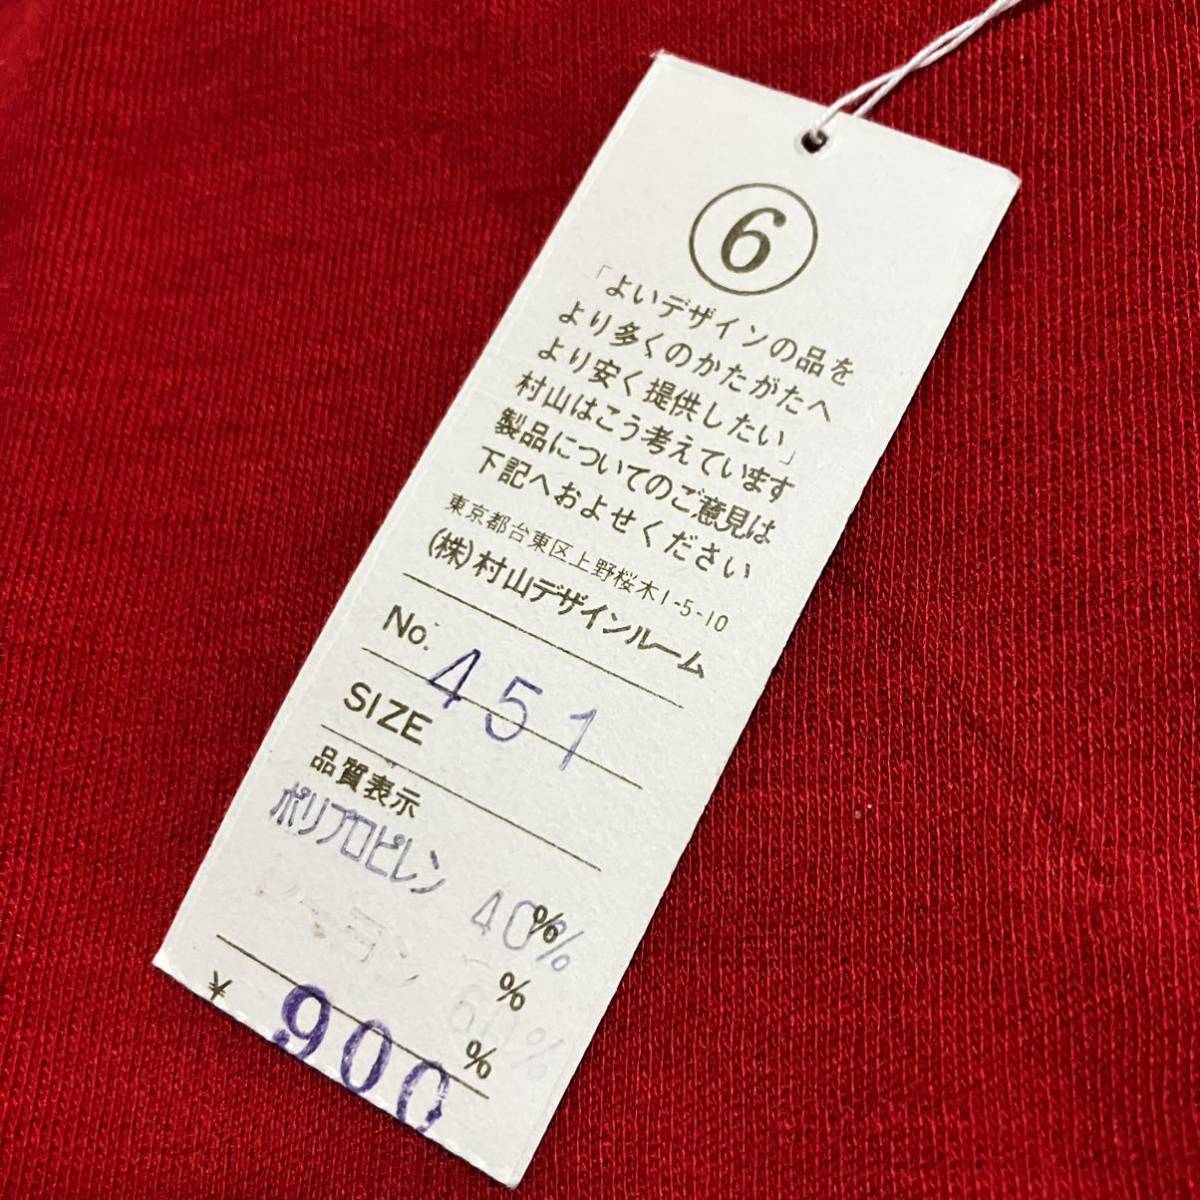 6
「よいデザインの品を
より多くのかたがたへ
より安く提供したい」
村山はこう考えています
製品についてのご意見は
下記へおよせください
東京都台東区上野桜木1-5-10
(株)村山デザインルーム
No. 451
SIZE
品質表示
ポリプロピレン 40%%
% 60%
%
¥ 900